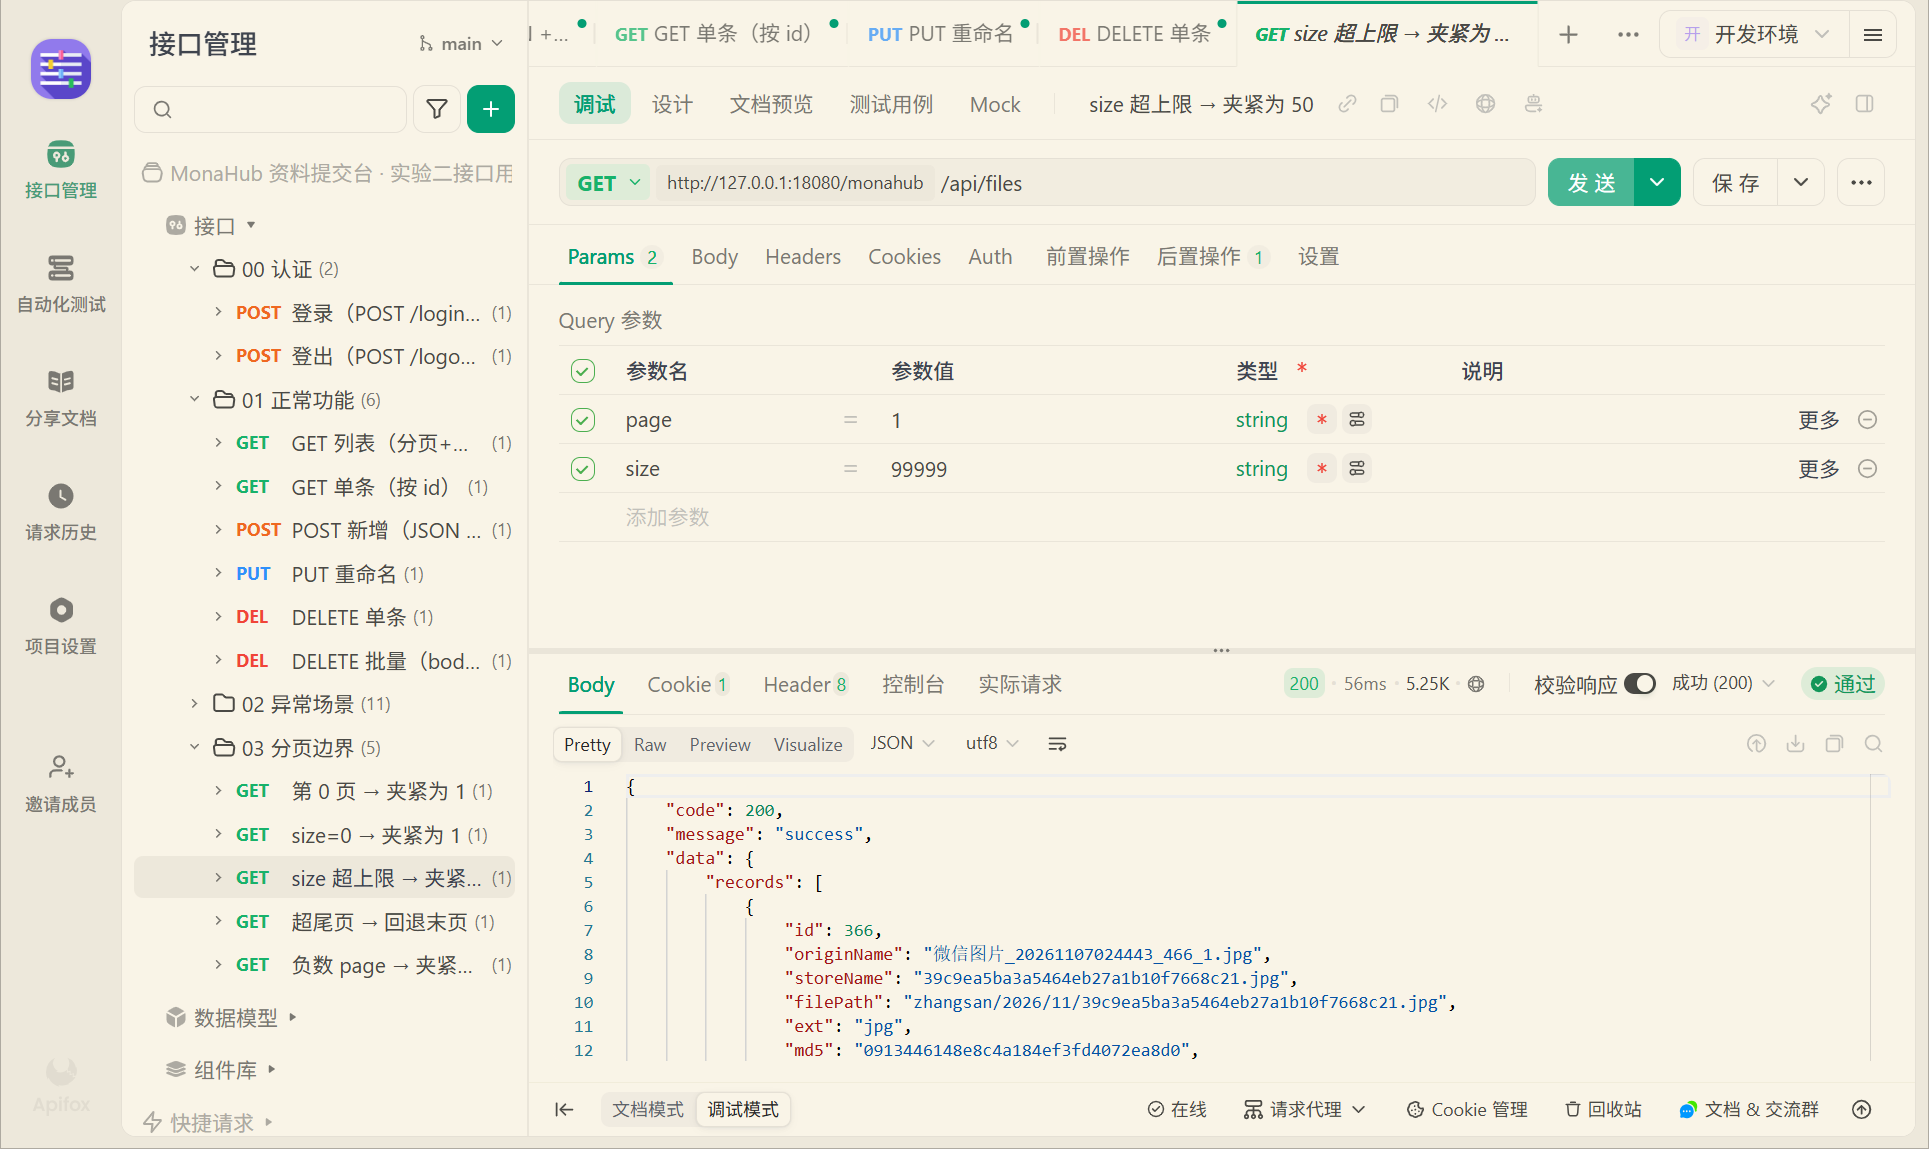 接口管理
自动化测试
分享文档
请求历史
项目设置
邀请成员
Apifox
接口管理
main
MonaHub 资料提交台 · 实验二接口用
接口
00 认证 (2)
POST 登录（POST /login... (1)
POST 登出（POST /logo... (1)
01 正常功能 (6)
GET GET 列表（分页+... (1)
GET GET 单条（按 id） (1)
POST POST 新增（JSON ... (1)
PUT PUT 重命名 (1)
DEL DELETE 单条 (1)
DEL DELETE 批量（bod... (1)
02 异常场景 (11)
03 分页边界 (5)
GET 第 0 页 → 夹紧为 1 (1)
GET size=0 → 夹紧为 1 (1)
GET size 超上限 → 夹紧... (1)
GET 超尾页 → 回退末页 (1)
GET 负数 page → 夹紧... (1)
数据模型
组件库
快捷请求
+...
GET GET 单条（按 id）
PUT PUT 重命名
DEL DELETE 单条
GET size 超上限 → 夹紧为 ...
开 开发环境
调试 设计 文档预览 测试用例 Mock
size 超上限 → 夹紧为 50
GET http://127.0.0.1:18080/monahub /api/files
发 送
保 存
Params 2 Body Headers Cookies Auth 前置操作 后置操作 1 设置
Query 参数
参数名 参数值 类型 * 说明
page = 1 string * 更多
size = 99999 string * 更多
添加参数
Body Cookie 1 Header 8 控制台 实际请求
200 · 56ms · 5.25K
校验响应 成功 (200) 通过
Pretty Raw Preview Visualize JSON utf8
1 {
2 "code": 200,
3 "message": "success",
4 "data": {
5 "records": [
6 {
7 "id": 366,
8 "originName": "微信图片_20261107024443_466_1.jpg",
9 "storeName": "39c9ea5ba3a5464eb27a1b10f7668c21.jpg",
10 "filePath": "zhangsan/2026/11/39c9ea5ba3a5464eb27a1b10f7668c21.jpg",
11 "ext": "jpg",
12 "md5": "0913446148e8c4a184ef3fd4072ea8d0",
文档模式 调试模式
在线 请求代理 Cookie 管理 回收站 文档 & 交流群